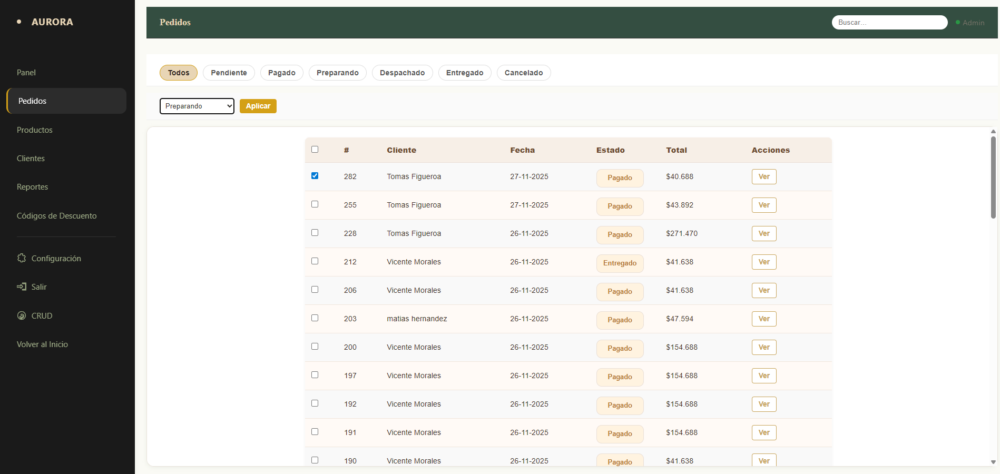 AURORA
Panel
Pedidos
Productos
Clientes
Reportes
Códigos de Descuento
Configuración
Salir
CRUD
Volver al Inicio
Pedidos
Buscar...
Admin
Todos Pendiente Pagado Preparando Despachado Entregado Cancelado
Preparando Aplicar
# Cliente Fecha Estado Total Acciones
282 Tomas Figueroa 27-11-2025 Pagado $40.688 Ver
255 Tomas Figueroa 27-11-2025 Pagado $43.892 Ver
228 Tomas Figueroa 26-11-2025 Pagado $271.470 Ver
212 Vicente Morales 26-11-2025 Entregado $41.638 Ver
206 Vicente Morales 26-11-2025 Pagado $41.638 Ver
203 matias hernandez 26-11-2025 Pagado $47.594 Ver
200 Vicente Morales 26-11-2025 Pagado $154.688 Ver
197 Vicente Morales 26-11-2025 Pagado $154.688 Ver
192 Vicente Morales 26-11-2025 Pagado $154.688 Ver
191 Vicente Morales 26-11-2025 Pagado $154.688 Ver
190 Vicente Morales 26-11-2025 Pagado $41.638 Ver